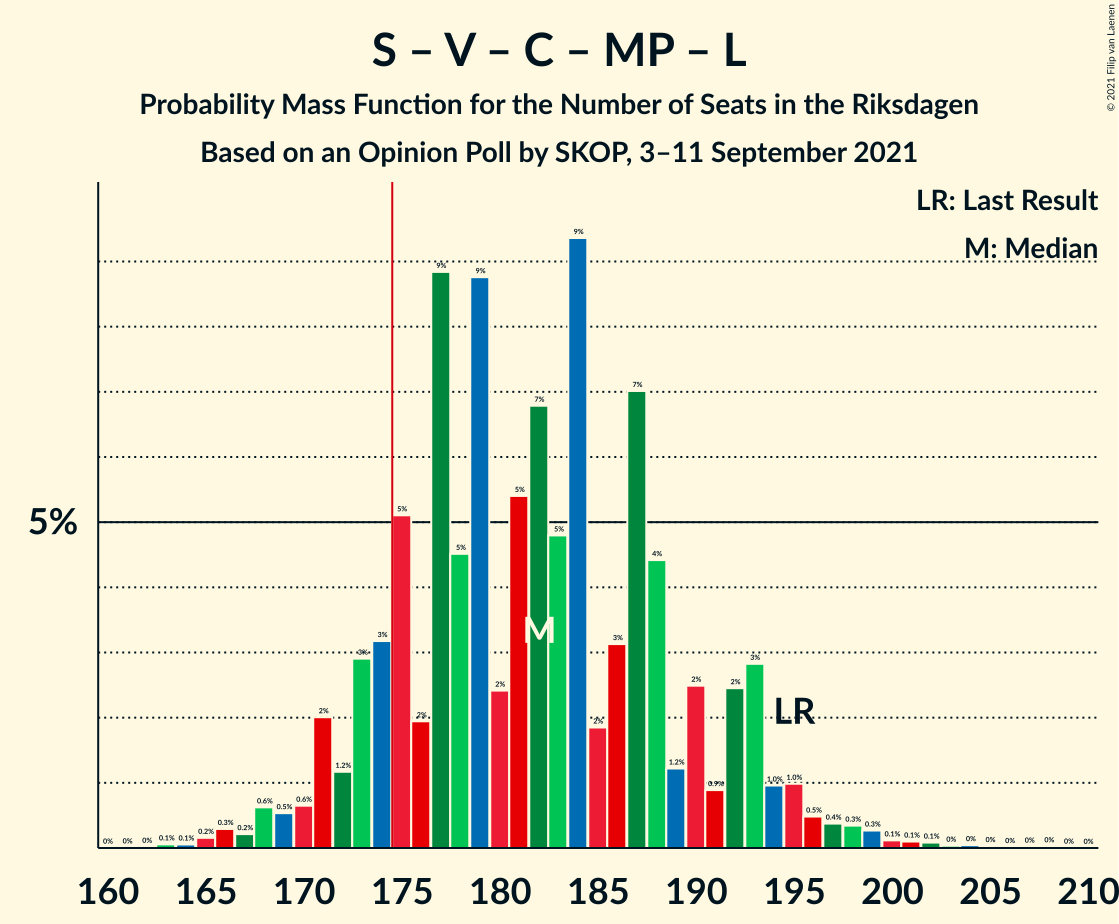 S – V – C – MP – L
Probability Mass Function for the Number of Seats in the Riksdagen
Based on an Opinion Poll by SKOP, 3–11 September 2021
© 2021 Filip van Laenen
LR: Last Result
M: Median
5%
0% 0% 0% 0.1% 0.1% 0.2% 0.3% 0.2% 0.6% 0.5% 0.6% 2% 1.2% 3% 3% 5% 2% 9% 5% 9% 2% 5% 7% 5% 9% 2% 3% 7% 4% 1.2% 2% 0.9% 2% 3% 1.0% 1.0% 0.5% 0.4% 0.3% 0.3% 0.1% 0.1% 0.1% 0% 0% 0% 0% 0% 0% 0% 0%
M
LR
160 165 170 175 180 185 190 195 200 205 210